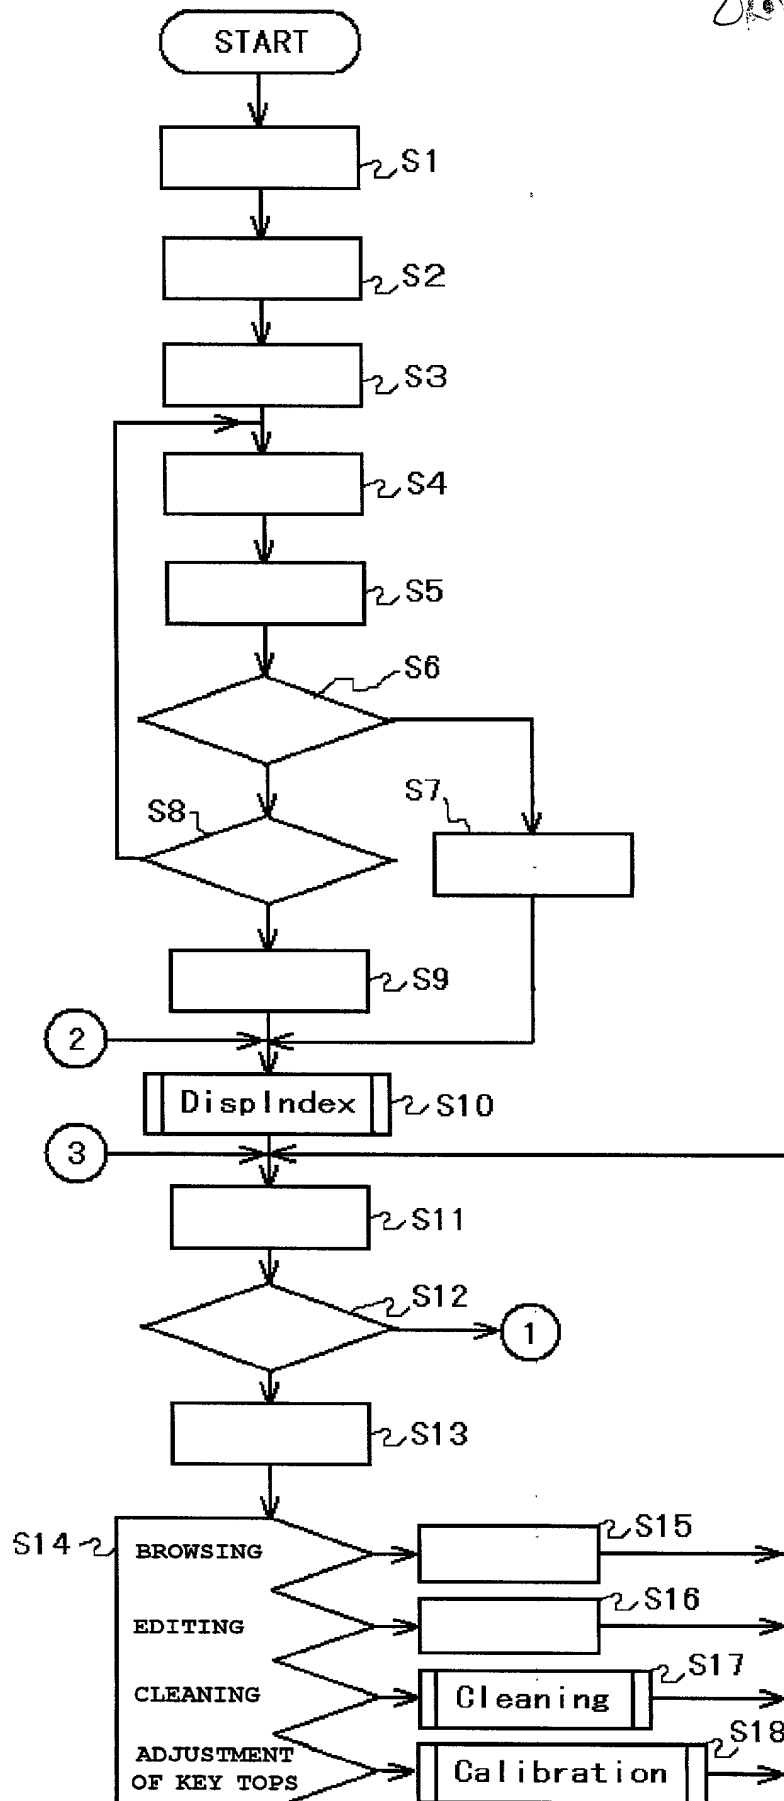 START
S1
S2
S3
S4
S5
S6
S7
S8
S9
2
DispIndex
S10
3
S11
S12
1
S13
S14
BROWSING
S15
EDITING
S16
CLEANING
Cleaning
S17
ADJUSTMENT
OF KEY TOPS
Calibration
S18